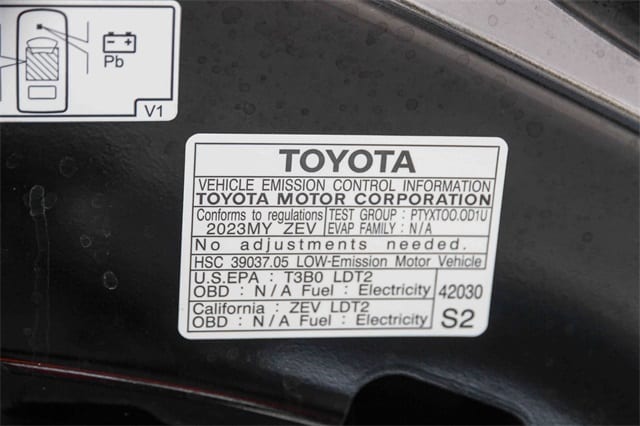 Pb
V1
TOYOTA
VEHICLE EMISSION CONTROL INFORMATION
TOYOTA MOTOR CORPORATION
Conforms to regulations
2023MY ZEV
TEST GROUP : PTYXT00.0D1U
EVAP FAMILY : N/A
No adjustments needed.
HSC 39037.05 LOW-Emission Motor Vehicle
U.S.EPA : T3B0 LDT2
OBD : N/A Fuel : Electricity
42030
California : ZEV LDT2
OBD : N/A Fuel : Electricity
S2